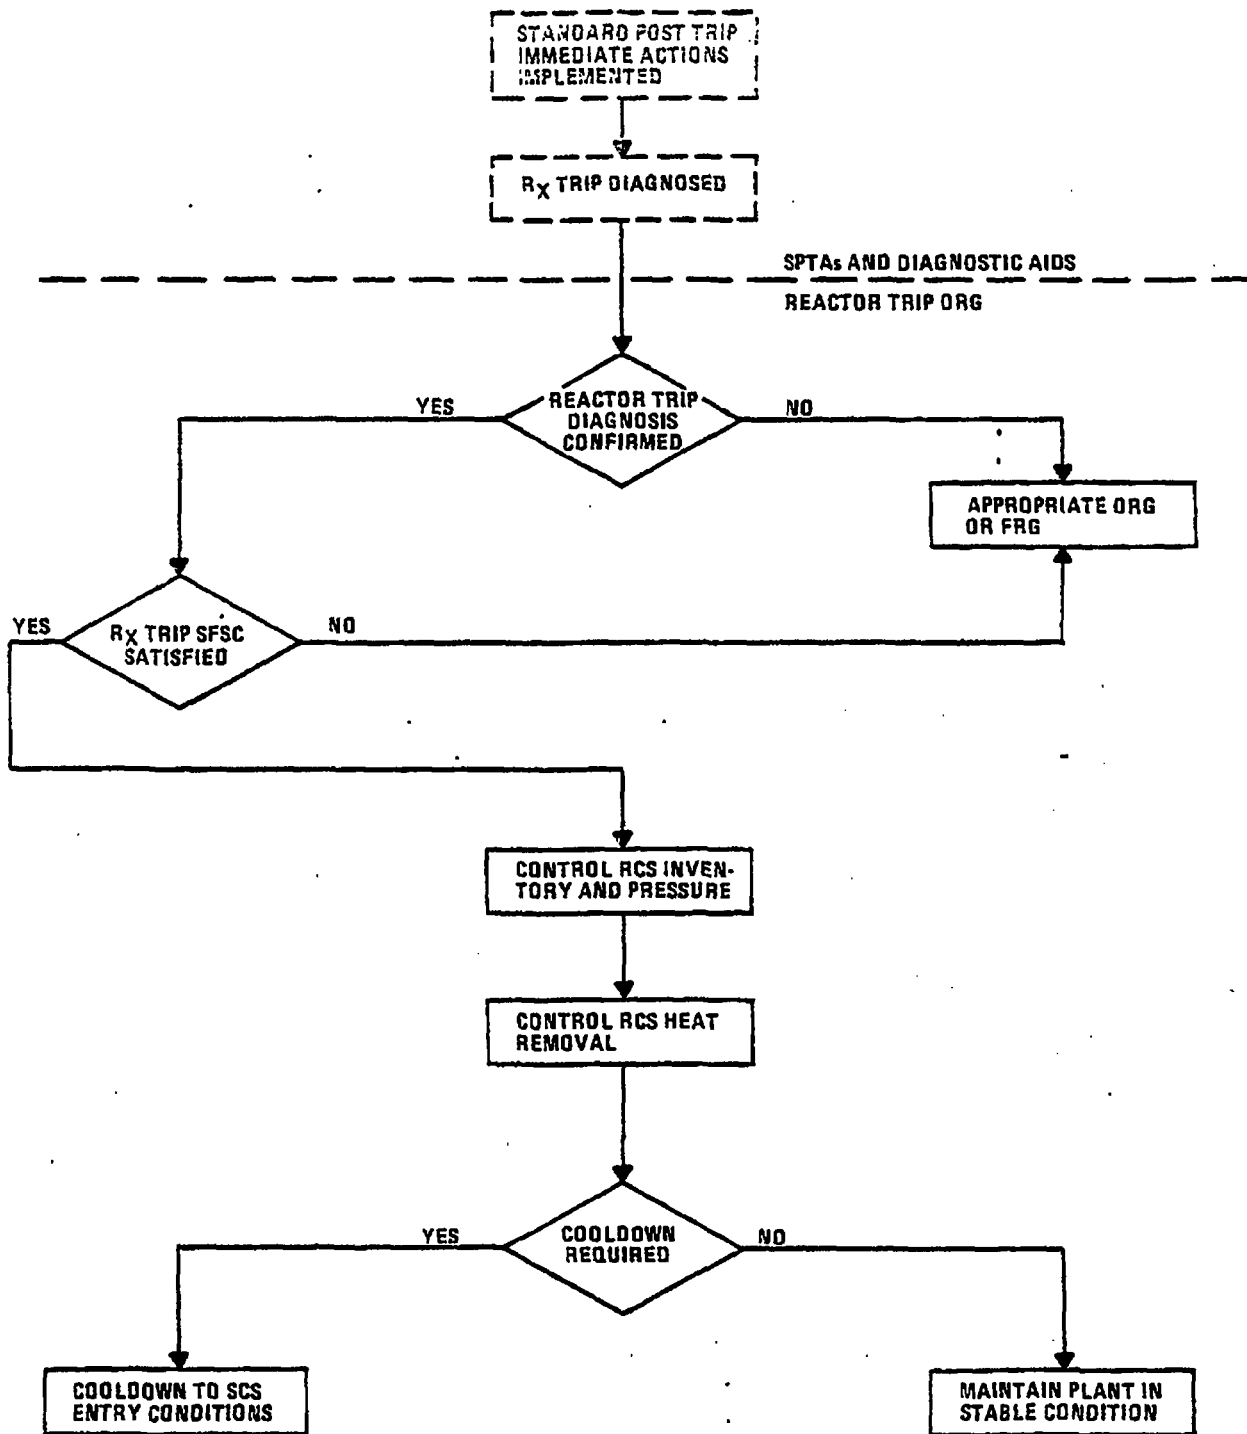 STANDARD POST TRIP
IMMEDIATE ACTIONS
IMPLEMENTED
RX TRIP DIAGNOSED
SPTAs AND DIAGNOSTIC AIDS
REACTOR TRIP ORG
YES
REACTOR TRIP
DIAGNOSIS
CONFIRMED
NO
APPROPRIATE ORG
OR FRG
YES
RX TRIP SFSC
SATISFIED
NO
CONTROL RCS INVEN-
TORY AND PRESSURE
CONTROL RCS HEAT
REMOVAL
YES
COOLDOWN
REQUIRED
NO
COOLDOWN TO SCS
ENTRY CONDITIONS
MAINTAIN PLANT IN
STABLE CONDITION